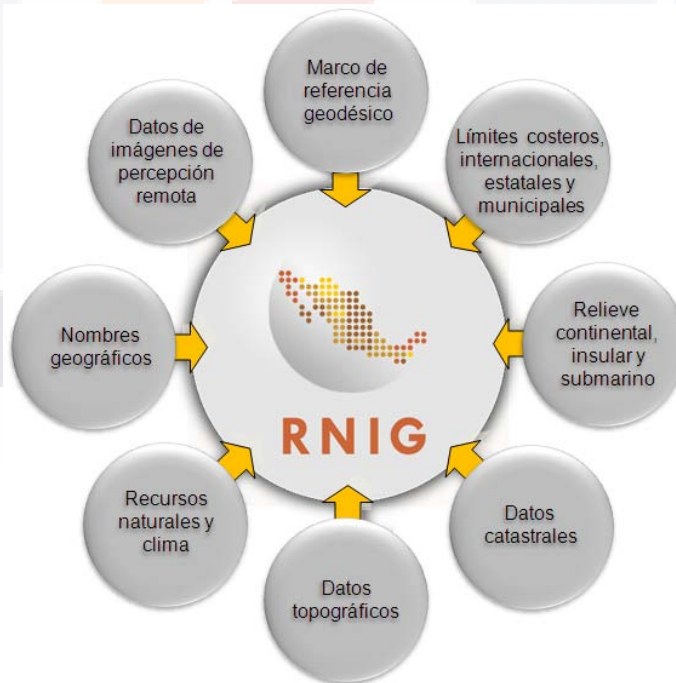 Marco de
referencia
geodésico
Límites costeros,
internacionales,
estatales y
municipales
Relieve
continental,
insular y
submarino
Datos
catastrales
Datos
topográficos
Recursos
naturales y
clima
Nombres
geográficos
Datos de
imágenes de
percepción
remota
RNIG